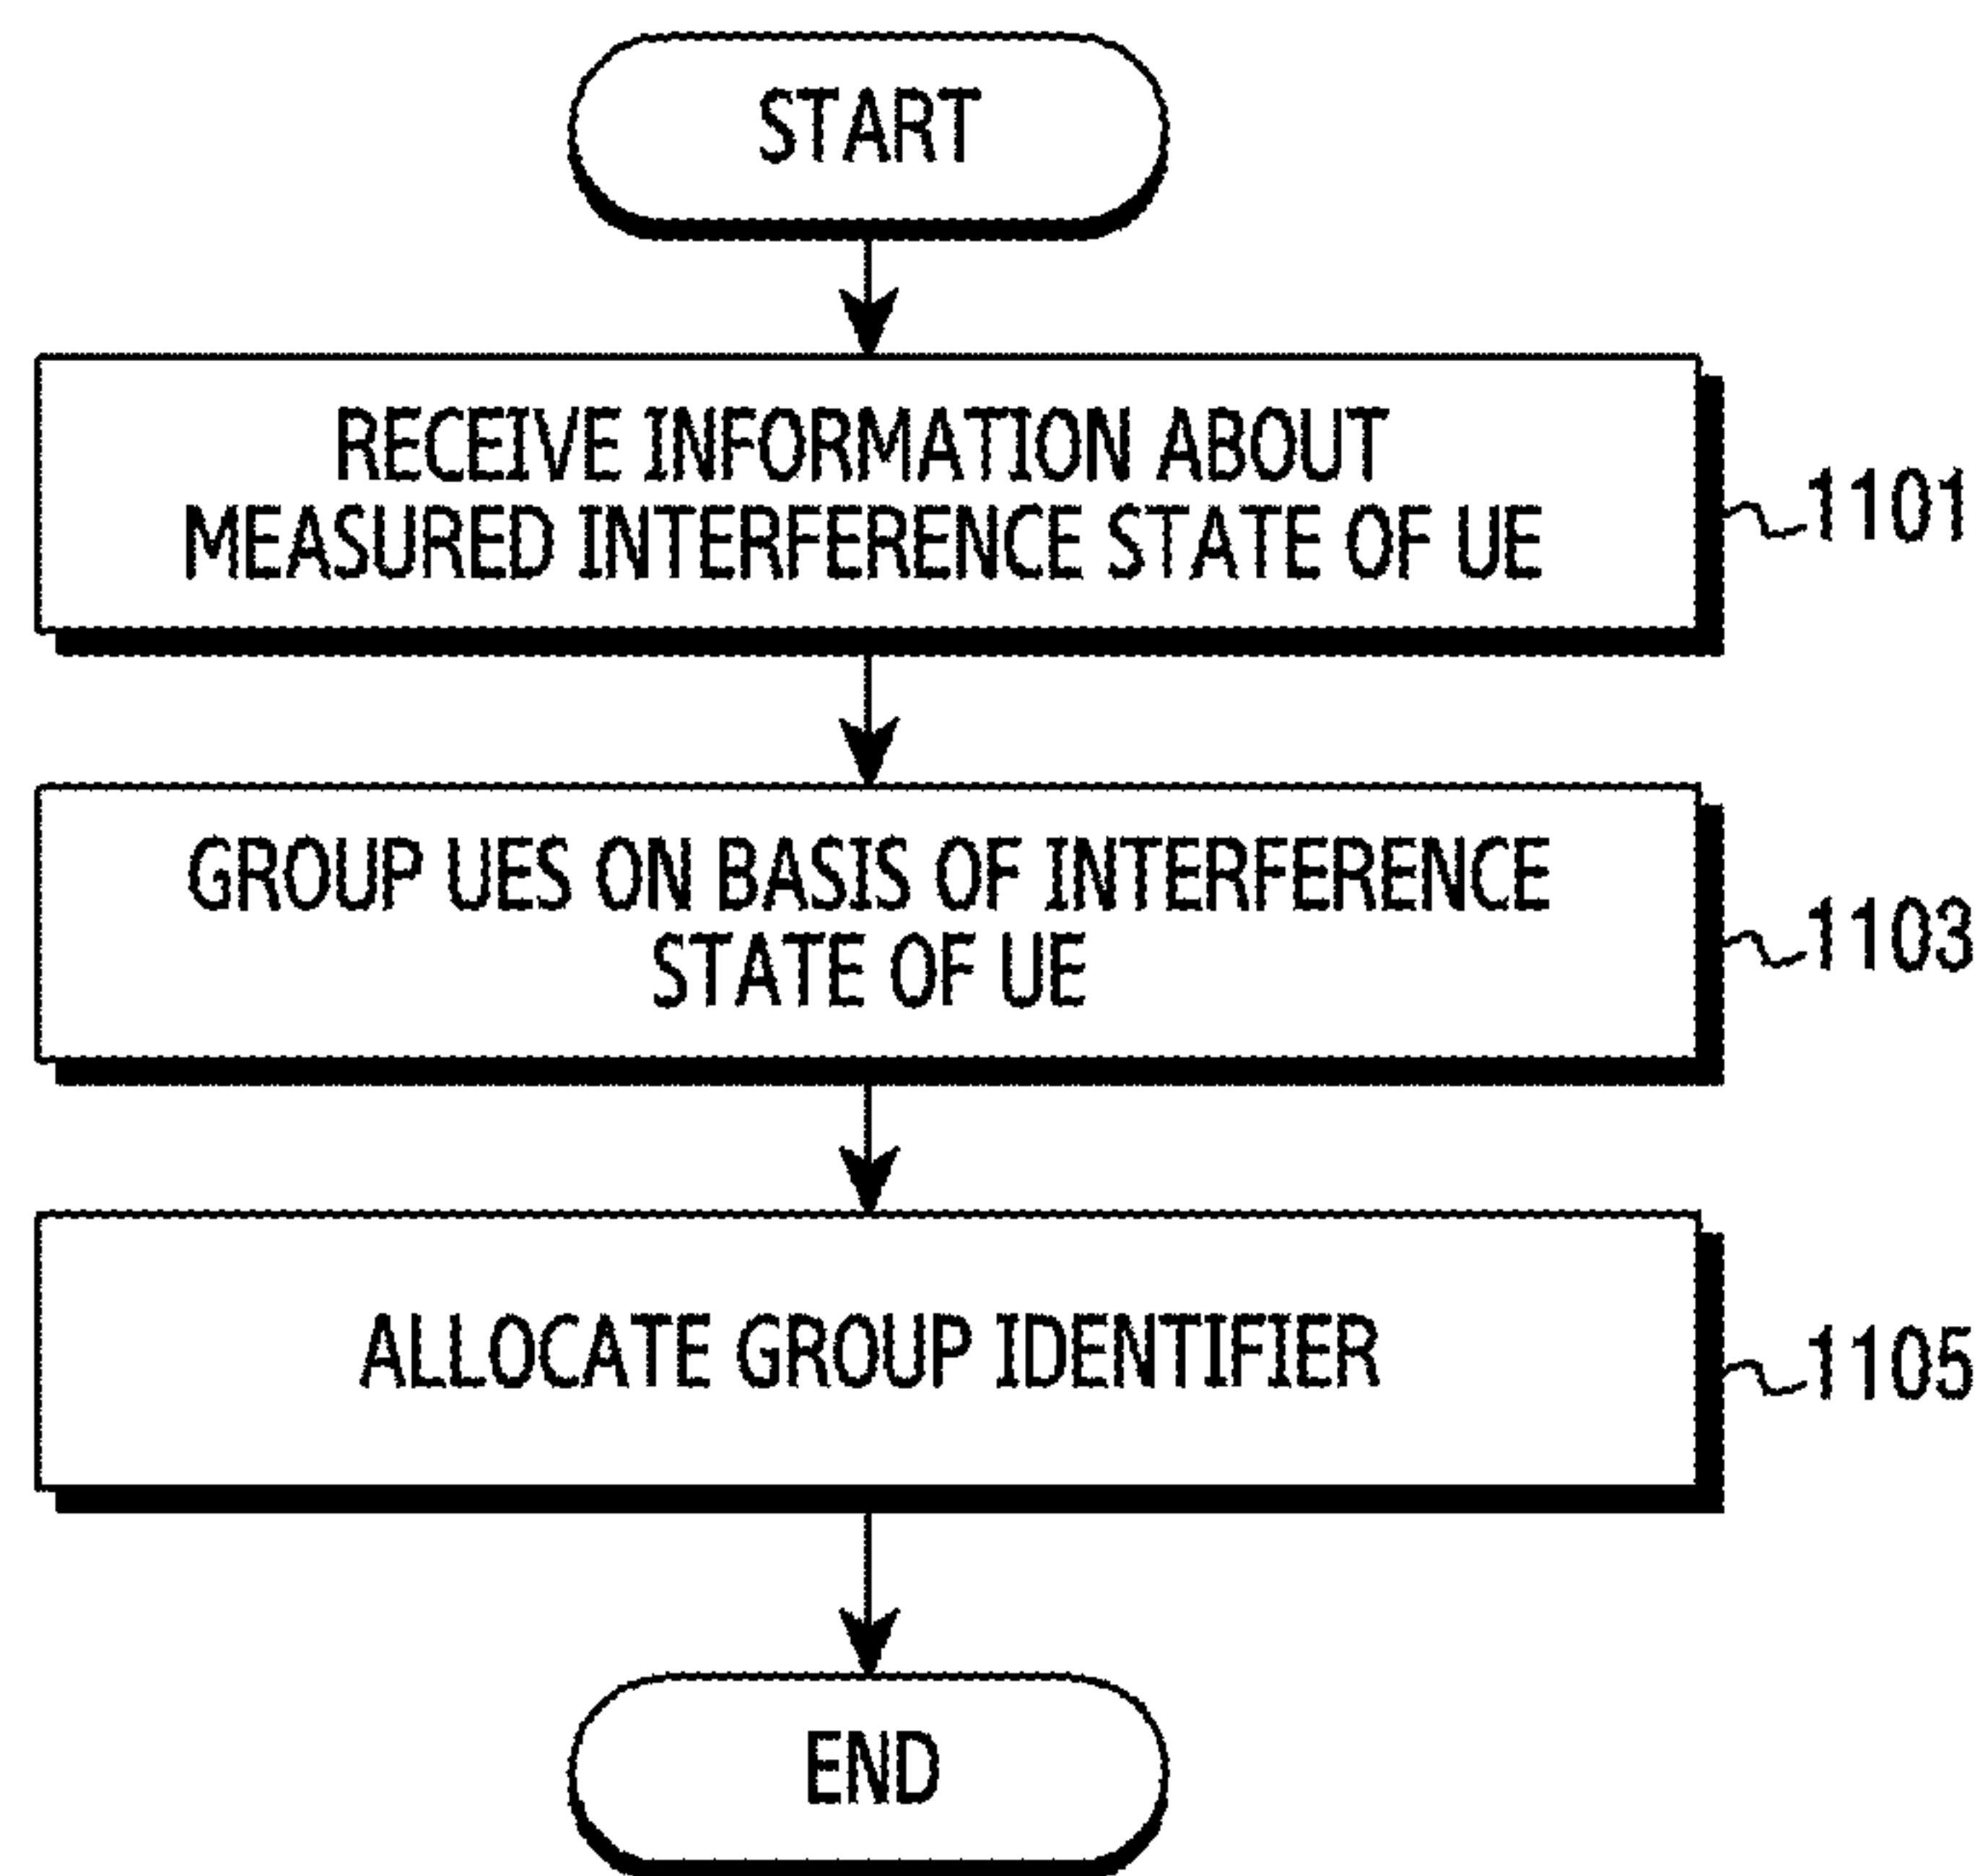 START
RECEIVE INFORMATION ABOUT
MEASURED INTERFERENCE STATE OF UE
1101
GROUP UES ON BASIS OF INTERFERENCE
STATE OF UE
1103
ALLOCATE GROUP IDENTIFIER
1105
END